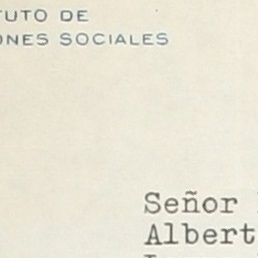 TUTO DE
ONES SOCIALES
Señor
Albert